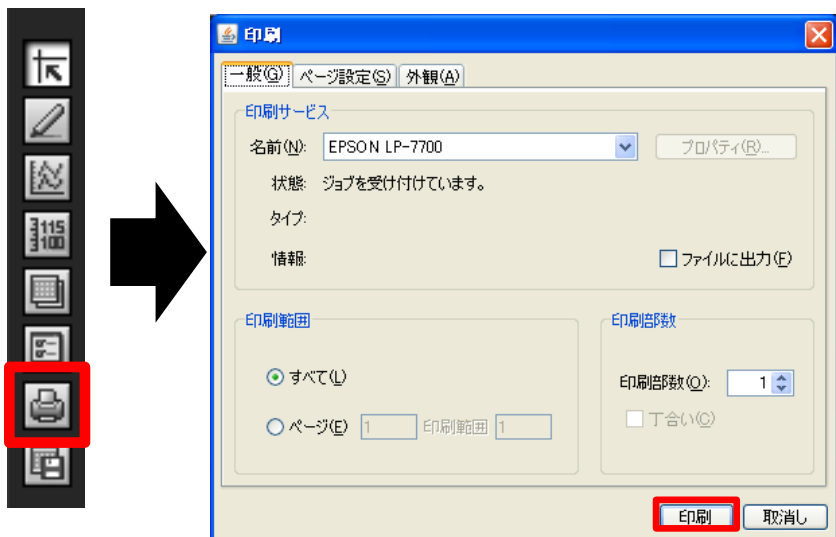 115
100
印刷
一般(G) ページ設定(S) 外観(A)
印刷サービス
名前(N): EPSON LP-7700 プロパティ(R)...
状態: ジョブを受け付けています。
タイプ:
情報: ファイルに出力(F)
印刷範囲 印刷部数
すべて(L)
印刷部数(O): 1
ページ(E) 1 印刷範囲 1
丁合い(C)
印刷 取消し